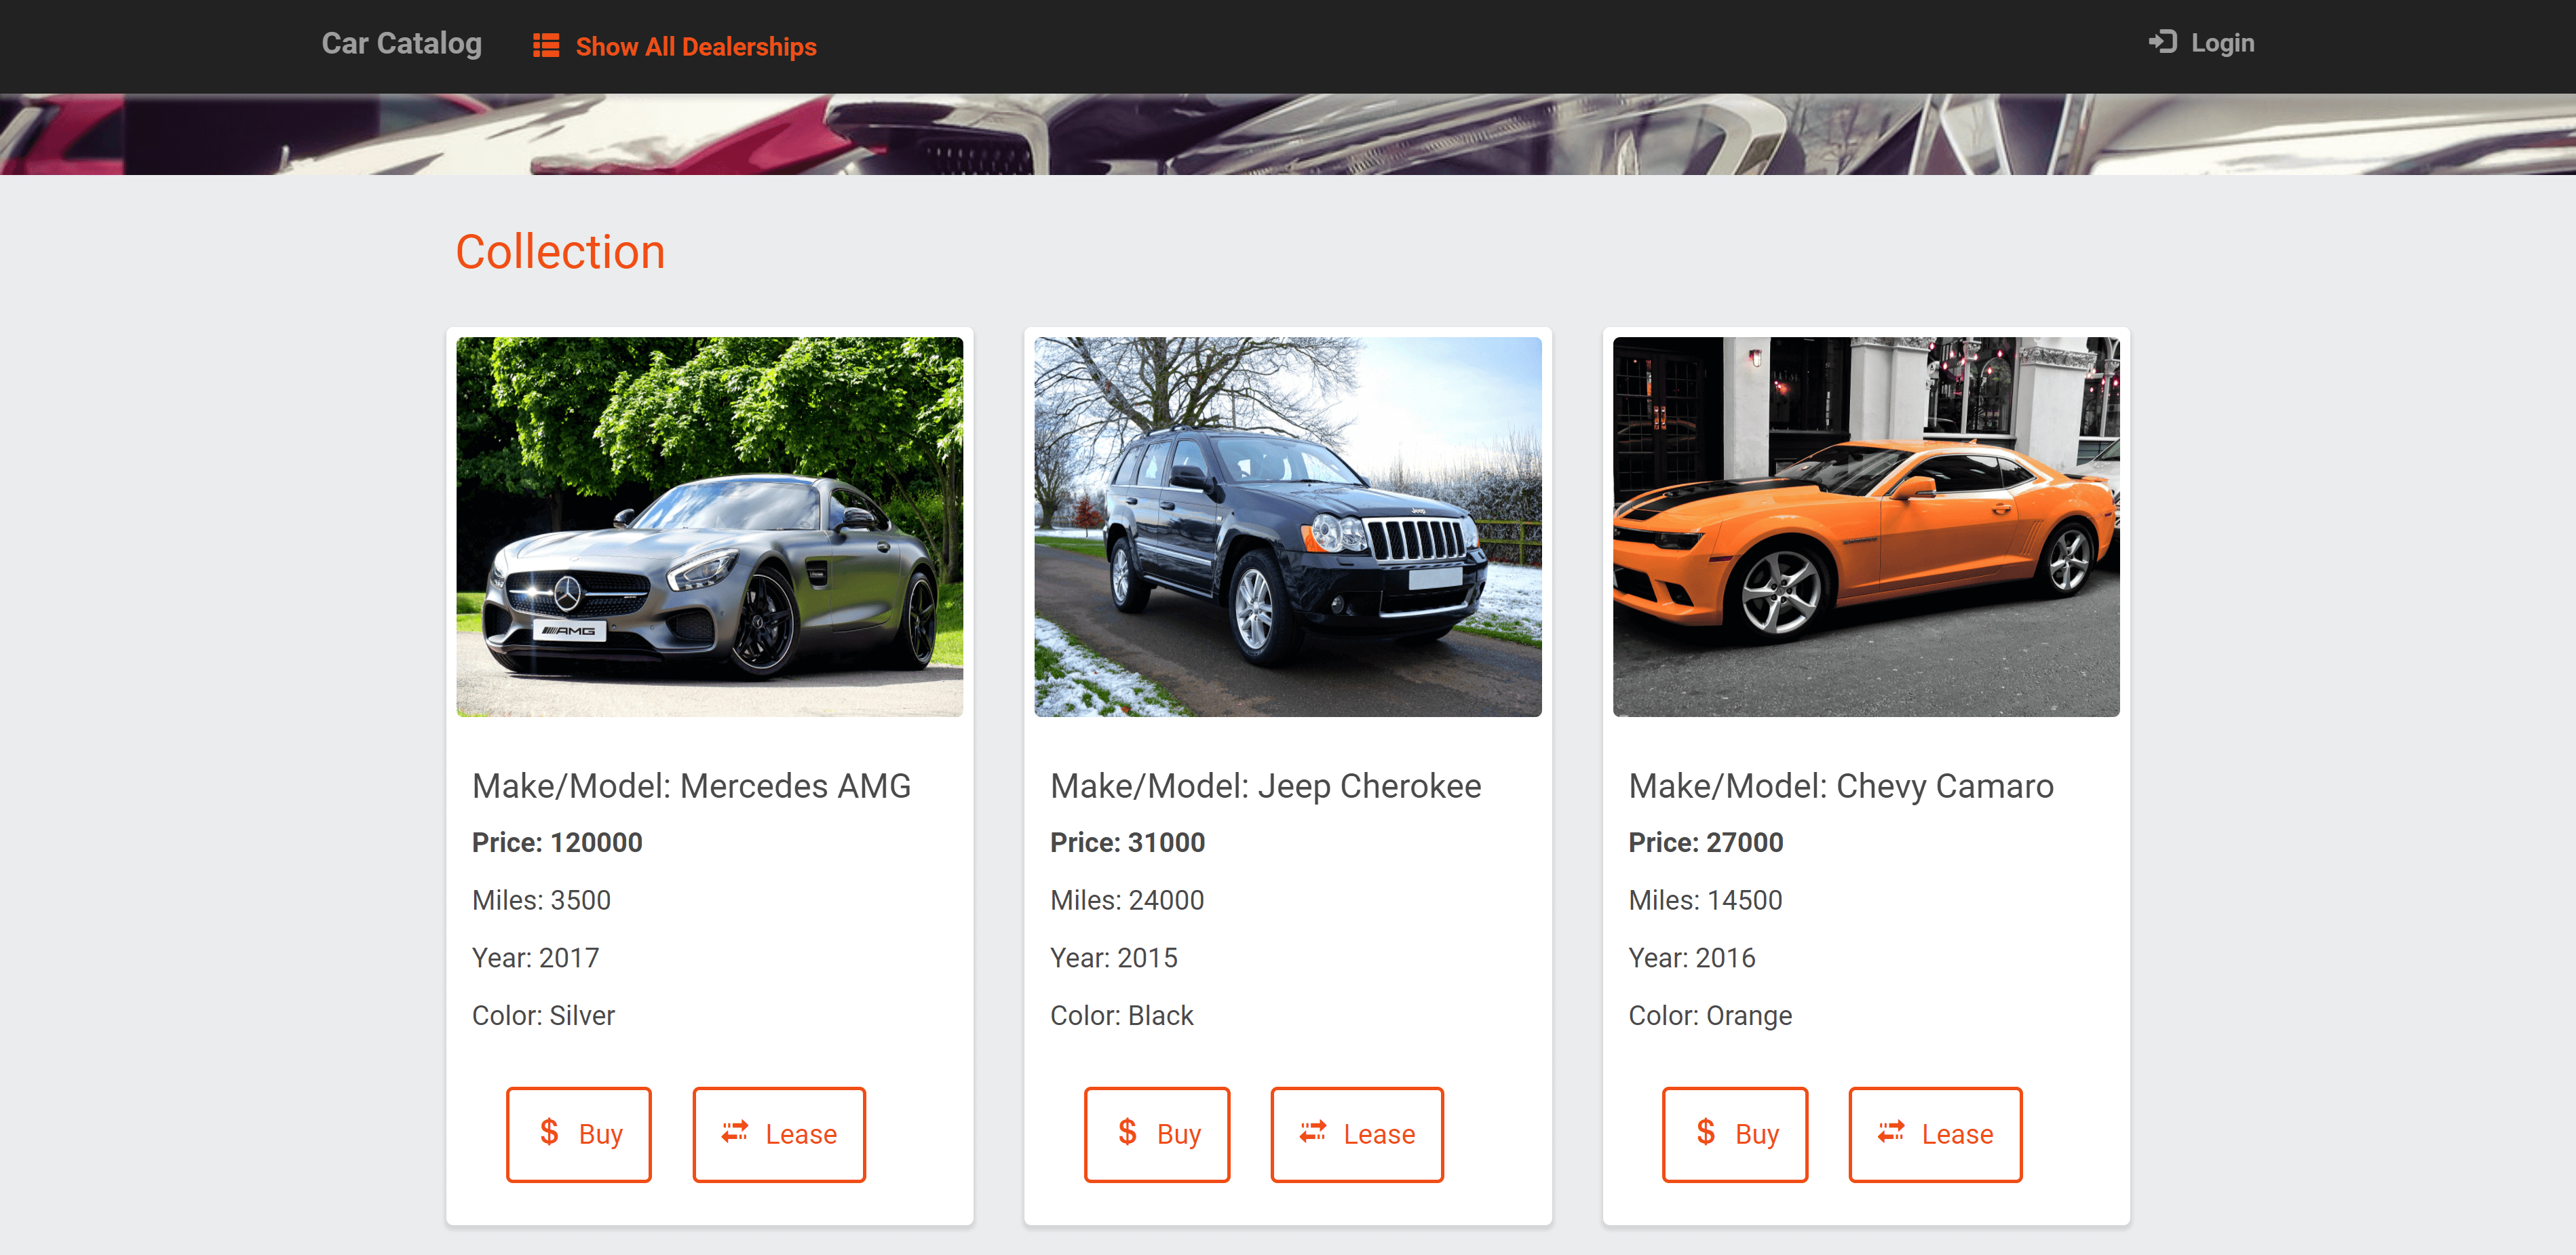 Car Catalog
Show All Dealerships
Login
Collection
AMG
Jeep
Make/Model: Mercedes AMG
Price: 120000
Miles: 3500
Year: 2017
Color: Silver
$ Buy
Lease
Make/Model: Jeep Cherokee
Price: 31000
Miles: 24000
Year: 2015
Color: Black
$ Buy
Lease
Make/Model: Chevy Camaro
Price: 27000
Miles: 14500
Year: 2016
Color: Orange
$ Buy
Lease